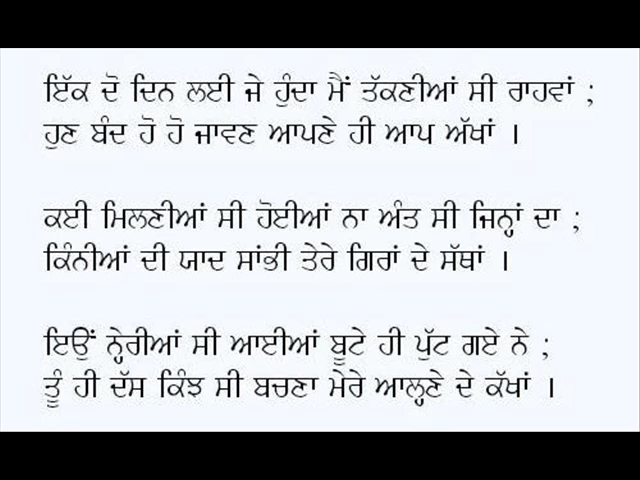 ਇੱਕ ਦੋ ਦਿਨ ਲਈ ਜੇ ਹੁੰਦਾ ਮੈਂ ਤੱਕਣੀਆਂ ਸੀ ਰਾਹਵਾਂ ;
ਹੁਣ ਬੰਦ ਹੋ ਹੋ ਜਾਵਣ ਆਪਣੇ ਹੀ ਆਪ ਅੱਖਾਂ ।
ਕਈ ਮਿਲਣੀਆਂ ਸੀ ਹੋਈਆਂ ਨਾ ਅੰਤ ਸੀ ਜਿਨ੍ਹਾਂ ਦਾ ;
ਕਿੰਨੀਆਂ ਦੀ ਯਾਦ ਸਾਂਭੀ ਤੇਰੇ ਗਿਰਾਂ ਦੇ ਸੱਥਾਂ ।
ਇਉਂ ਨ੍ਹੇਰੀਆਂ ਸੀ ਆਈਆਂ ਬੂਟੇ ਹੀ ਪੁੱਟ ਗਏ ਨੇ ;
ਤੂੰ ਹੀ ਦੱਸ ਕਿੰਝ ਸੀ ਬਚਣਾ ਮੇਰੇ ਆਲ੍ਹਣੇ ਦੇ ਕੱਖਾਂ ।